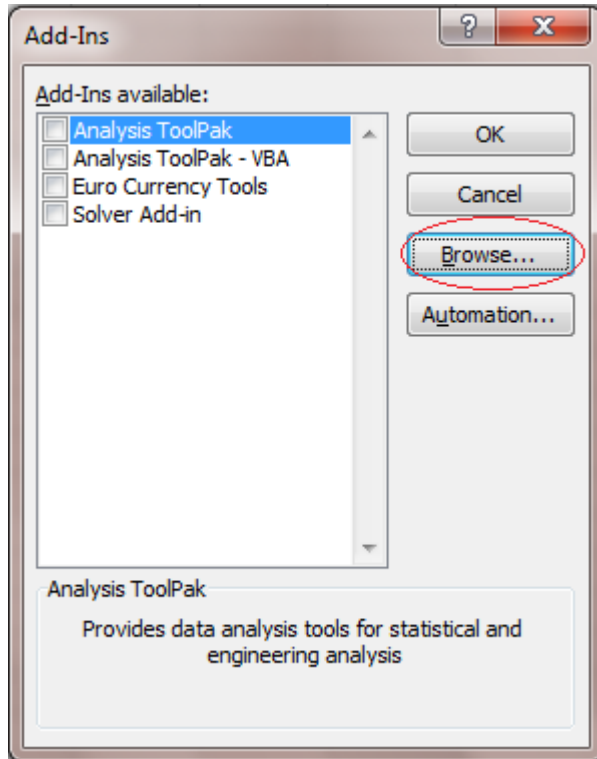 Add-Ins
?
X
Add-Ins available:
Analysis ToolPak
Analysis ToolPak - VBA
Euro Currency Tools
Solver Add-in
OK
Cancel
Browse...
Automation...
Analysis ToolPak
Provides data analysis tools for statistical and
engineering analysis